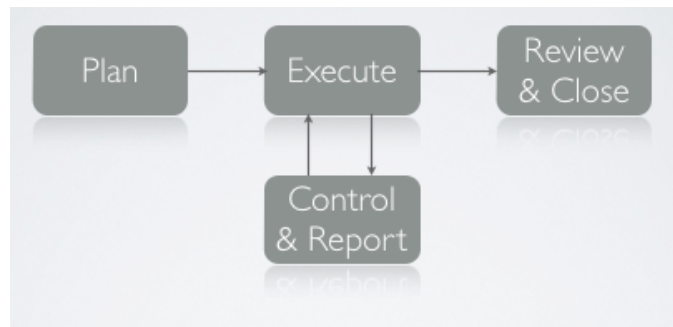 Plan
Execute
Review
& Close
Control
& Report